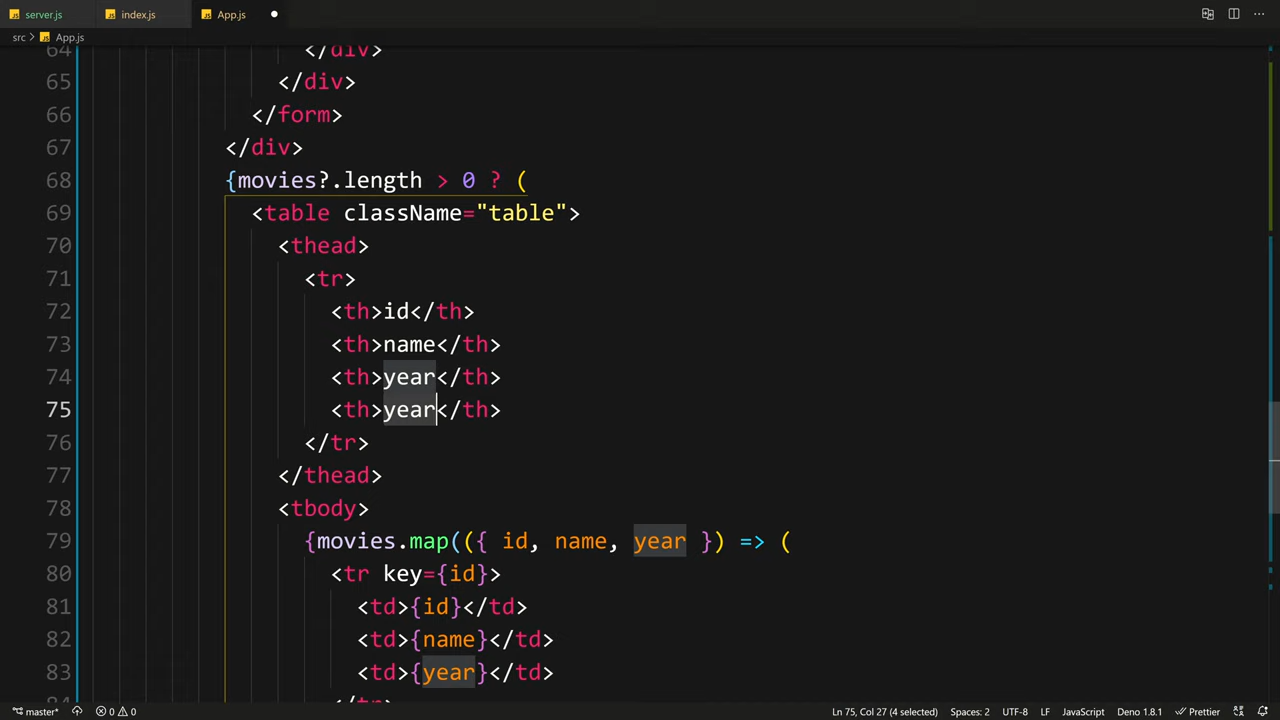 server.js index.js App.js
src > App.js
64 </div>
65 </div>
66 </form>
67 </div>
68 {movies?.length > 0 ? (
69 <table className="table">
70 <thead>
71 <tr>
72 <th>id</th>
73 <th>name</th>
74 <th>year</th>
75 <th>year</th>
76 </tr>
77 </thead>
78 <tbody>
79 {movies.map(({ id, name, year }) => (
80 <tr key={id}>
81 <td>{id}</td>
82 <td>{name}</td>
83 <td>{year}</td>
84 </tr>
master* 0 0 Ln 75, Col 27 (4 selected) Spaces: 2 UTF-8 LF JavaScript Deno 1.8.1 Prettier